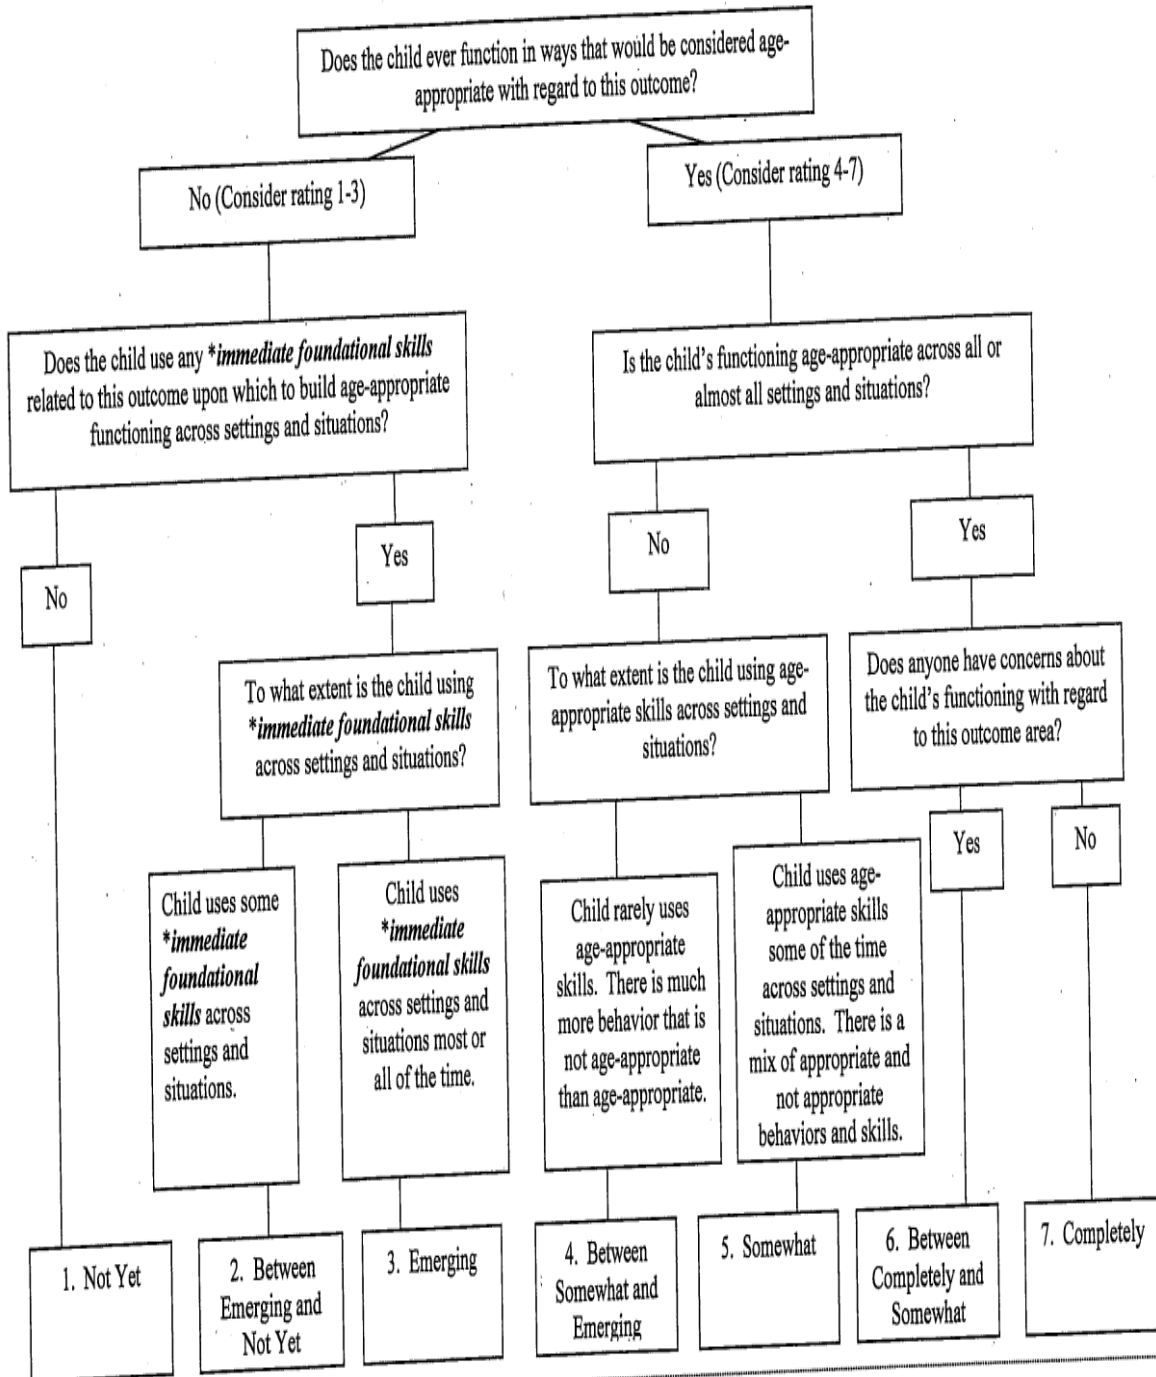 Does the child ever function in ways that would be considered age-
appropriate with regard to this outcome?
No (Consider rating 1-3)
Yes (Consider rating 4-7)
Does the child use any *immediate foundational skills
related to this outcome upon which to build age-appropriate
functioning across settings and situations?
Is the child's functioning age-appropriate across all or
almost all settings and situations?
No
Yes
No
Yes
To what extent is the child using
*immediate foundational skills
across settings and situations?
To what extent is the child using age-
appropriate skills across settings and
situations?
Does anyone have concerns about
the child's functioning with regard
to this outcome area?
Yes
No
Child uses some
*immediate
foundational
skills across
settings and
situations.
Child uses
*immediate
foundational skills
across settings and
situations most or
all of the time.
Child rarely uses
age-appropriate
skills. There is much
more behavior that is
not age-appropriate
than age-appropriate.
Child uses age-
appropriate skills
some of the time
across settings and
situations. There is a
mix of appropriate and
not appropriate
behaviors and skills.
1. Not Yet
2. Between
Emerging and
Not Yet
3. Emerging
4. Between
Somewhat and
Emerging
5. Somewhat
6. Between
Completely and
Somewhat
7. Completely